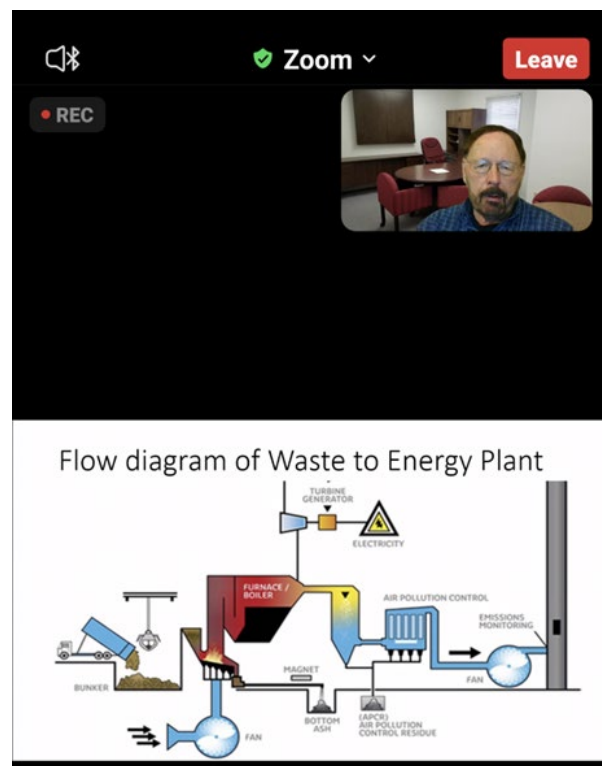 Zoom
Leave
REC
Flow diagram of Waste to Energy Plant
TURBINE
GENERATOR
ELECTRICITY
FURNACE /
BOILER
AIR POLLUTION CONTROL
EMISSIONS
MONITORING
MAGNET
BUNKER
FAN
BOTTOM
ASH
(APCR)
AIR POLLUTION
CONTROL RESIDUE
FAN